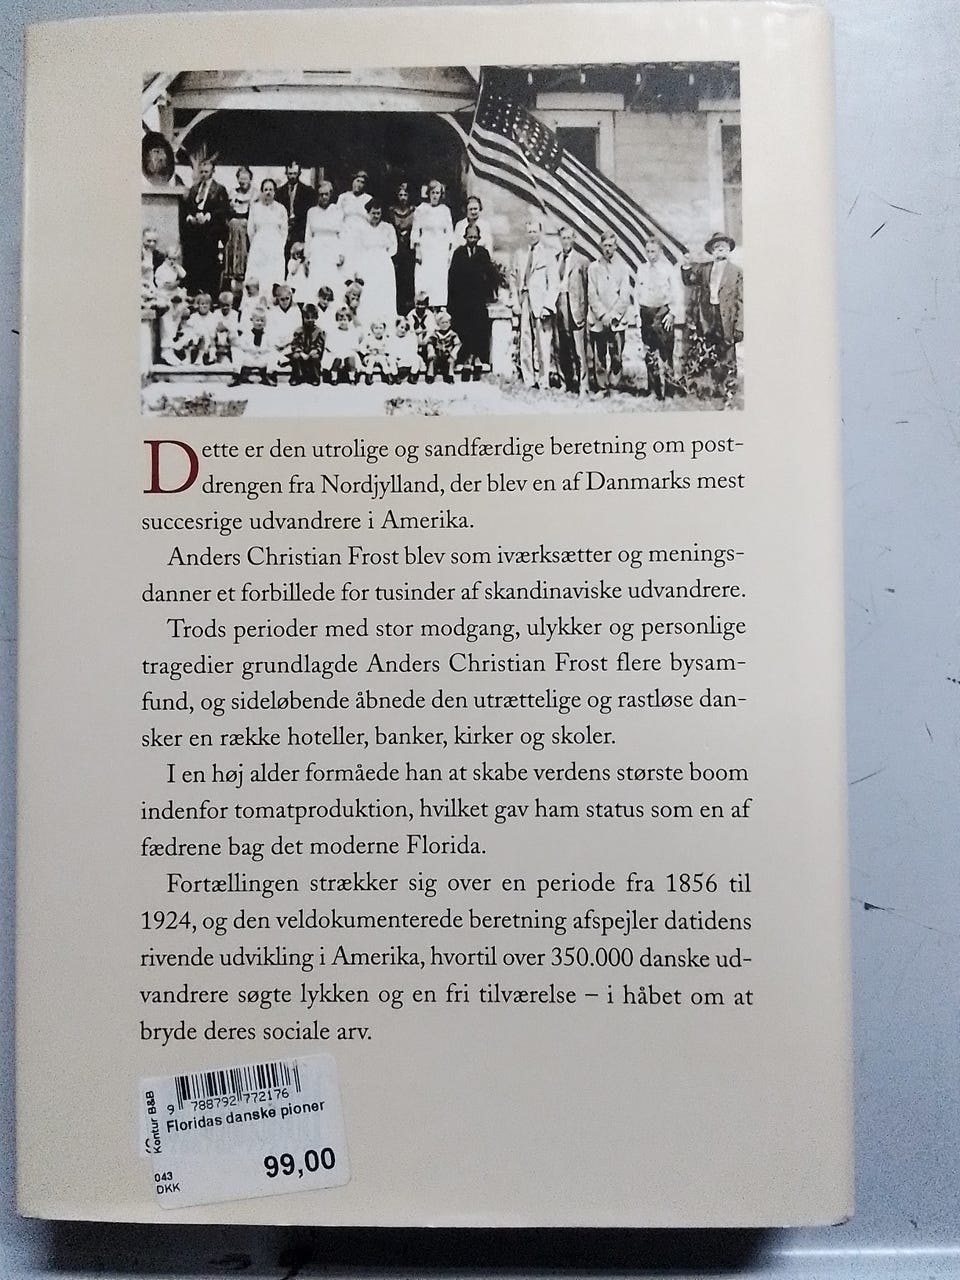 Dette er den utrolige og sandfærdige beretning om post-
drengen fra Nordjylland, der blev en af Danmarks mest
succesrige udvandrere i Amerika.
Anders Christian Frost blev som iværksætter og menings-
danner et forbillede for tusinder af skandinaviske udvandrere.
Trods perioder med stor modgang, ulykker og personlige
tragedier grundlagde Anders Christian Frost flere bysam-
fund, og sideløbende åbnede den utrættelige og rastløse dan-
sker en række hoteller, banker, kirker og skoler.
I en høj alder formåede han at skabe verdens største boom
indenfor tomatproduktion, hvilket gav ham status som en af
fædrene bag det moderne Florida.
Fortællingen strækker sig over en periode fra 1856 til
1924, og den veldokumenterede beretning afspejler datidens
rivende udvikling i Amerika, hvortil over 350.000 danske ud-
vandrere søgte lykken og en fri tilværelse – i håbet om at
bryde deres sociale arv.
Kontur B&B
9 788792 772176
Floridas danske pioner
043
DKK
99,00